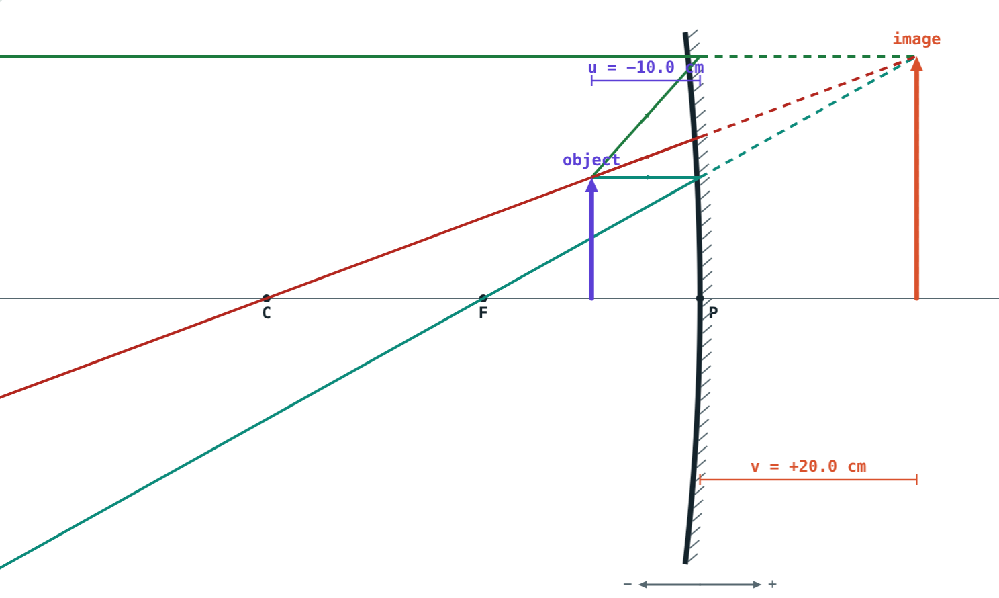 image
u = −10.0 cm
object
C
F
P
v = +20.0 cm
− +